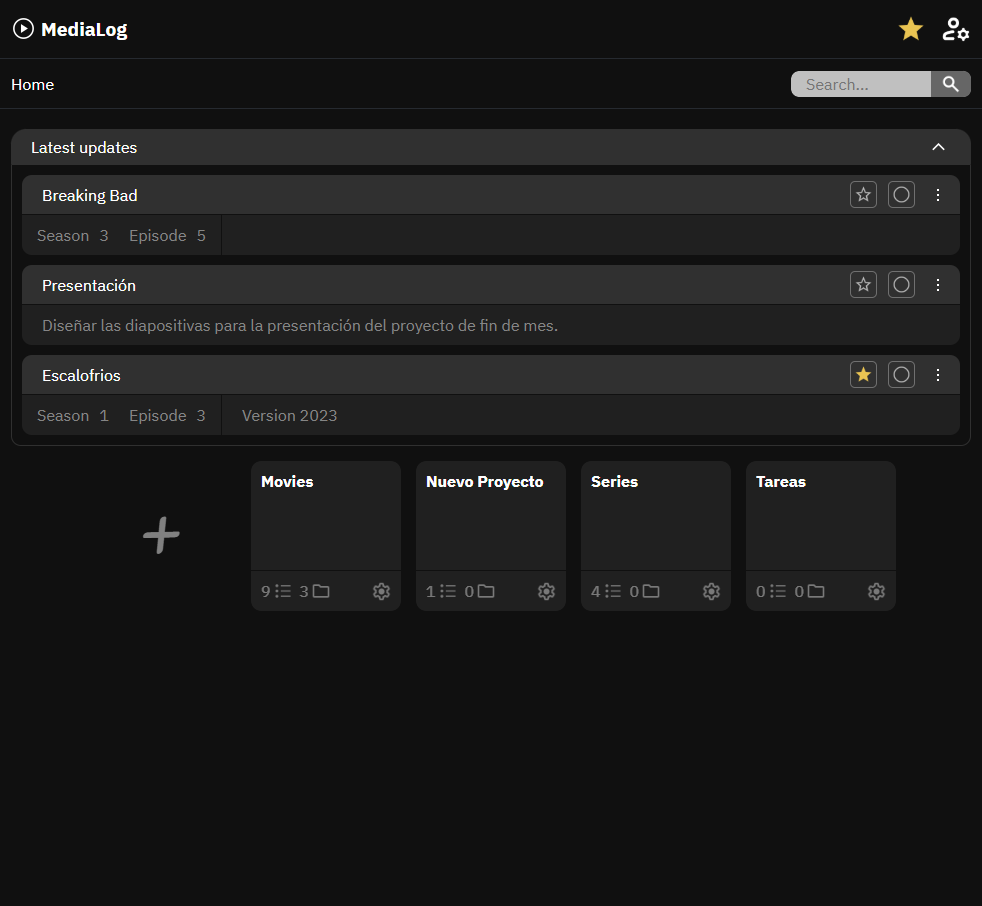 MediaLog
Home
Search...
Latest updates
Breaking Bad
Season 3 Episode 5
Presentación
Diseñar las diapositivas para la presentación del proyecto de fin de mes.
Escalofrios
Season 1 Episode 3 Version 2023
Movies Nuevo Proyecto Series Tareas
9 3 1 0 4 0 0 0